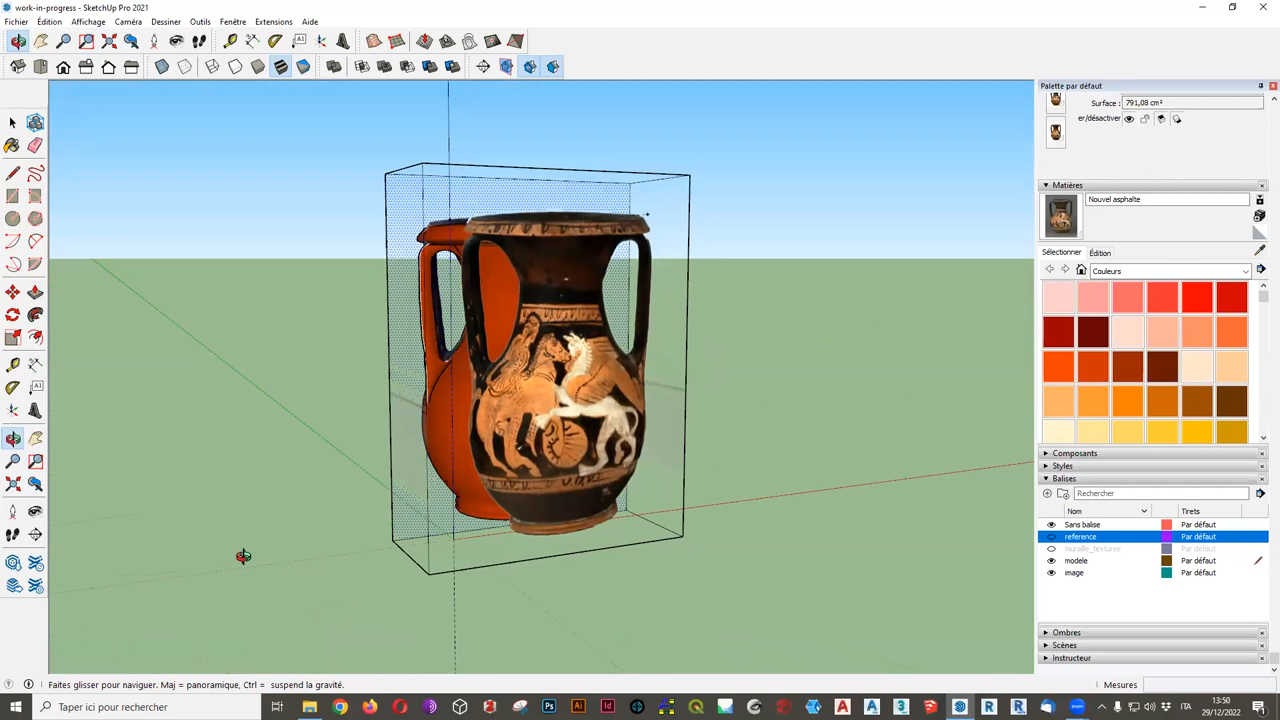 work-in-progress - SketchUp Pro 2021
Fichier Édition Affichage Caméra Dessiner Outils Fenêtre Extensions Aide
Palette par défaut
Surface : 791,08 cm²
er/désactiver
Matières
Nouvel asphalte
Sélectionner Édition
Couleurs
Composants
Styles
Balises
Rechercher
Nom Tirets
Sans balise Par défaut
reference Par défaut
muraille_texturee Par défaut
modele Par défaut
image Par défaut
Ombres
Scènes
Instructeur
Faites glisser pour naviguer. Maj = panoramique, Ctrl = suspend la gravité. Mesures
Taper ici pour rechercher
13:50
29/12/2022